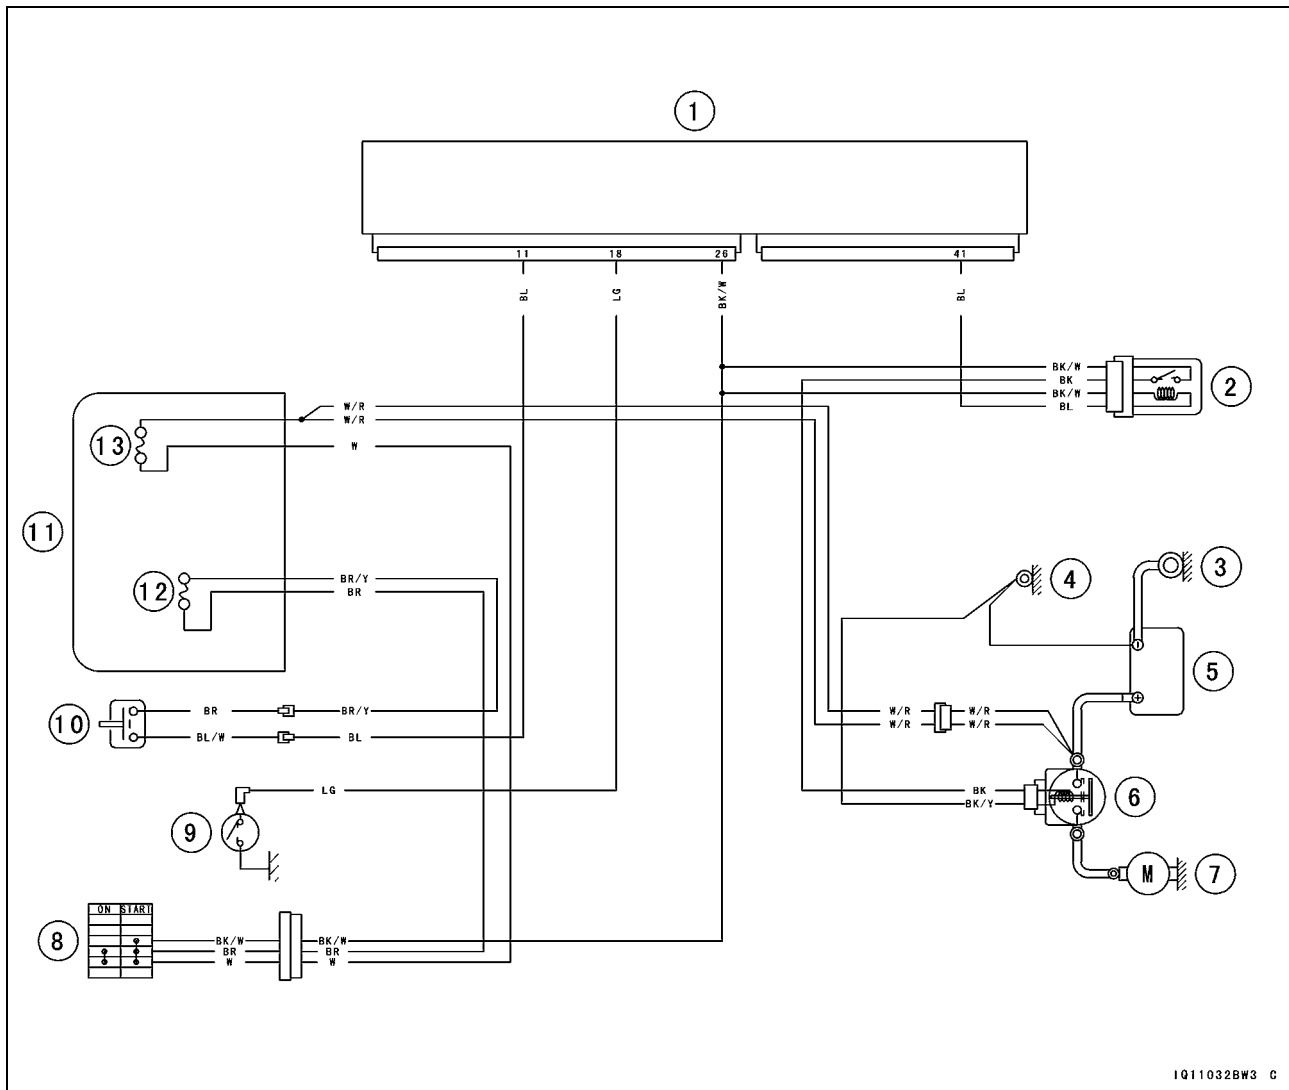 1
11 18 26 41
BL LG BK/W BL
BK/W
BK
BK/W
BL
2
W/R
W/R
13
W
11
BR/Y
12
BR
4
3
5
10
BR BR/Y
BL/W BL
W/R W/R
W/R W/R
LG
BK
BK/Y
6
9
M
7
ON START
8
BK/W BK/W
BR BR
W W
IQ11032BW3 C